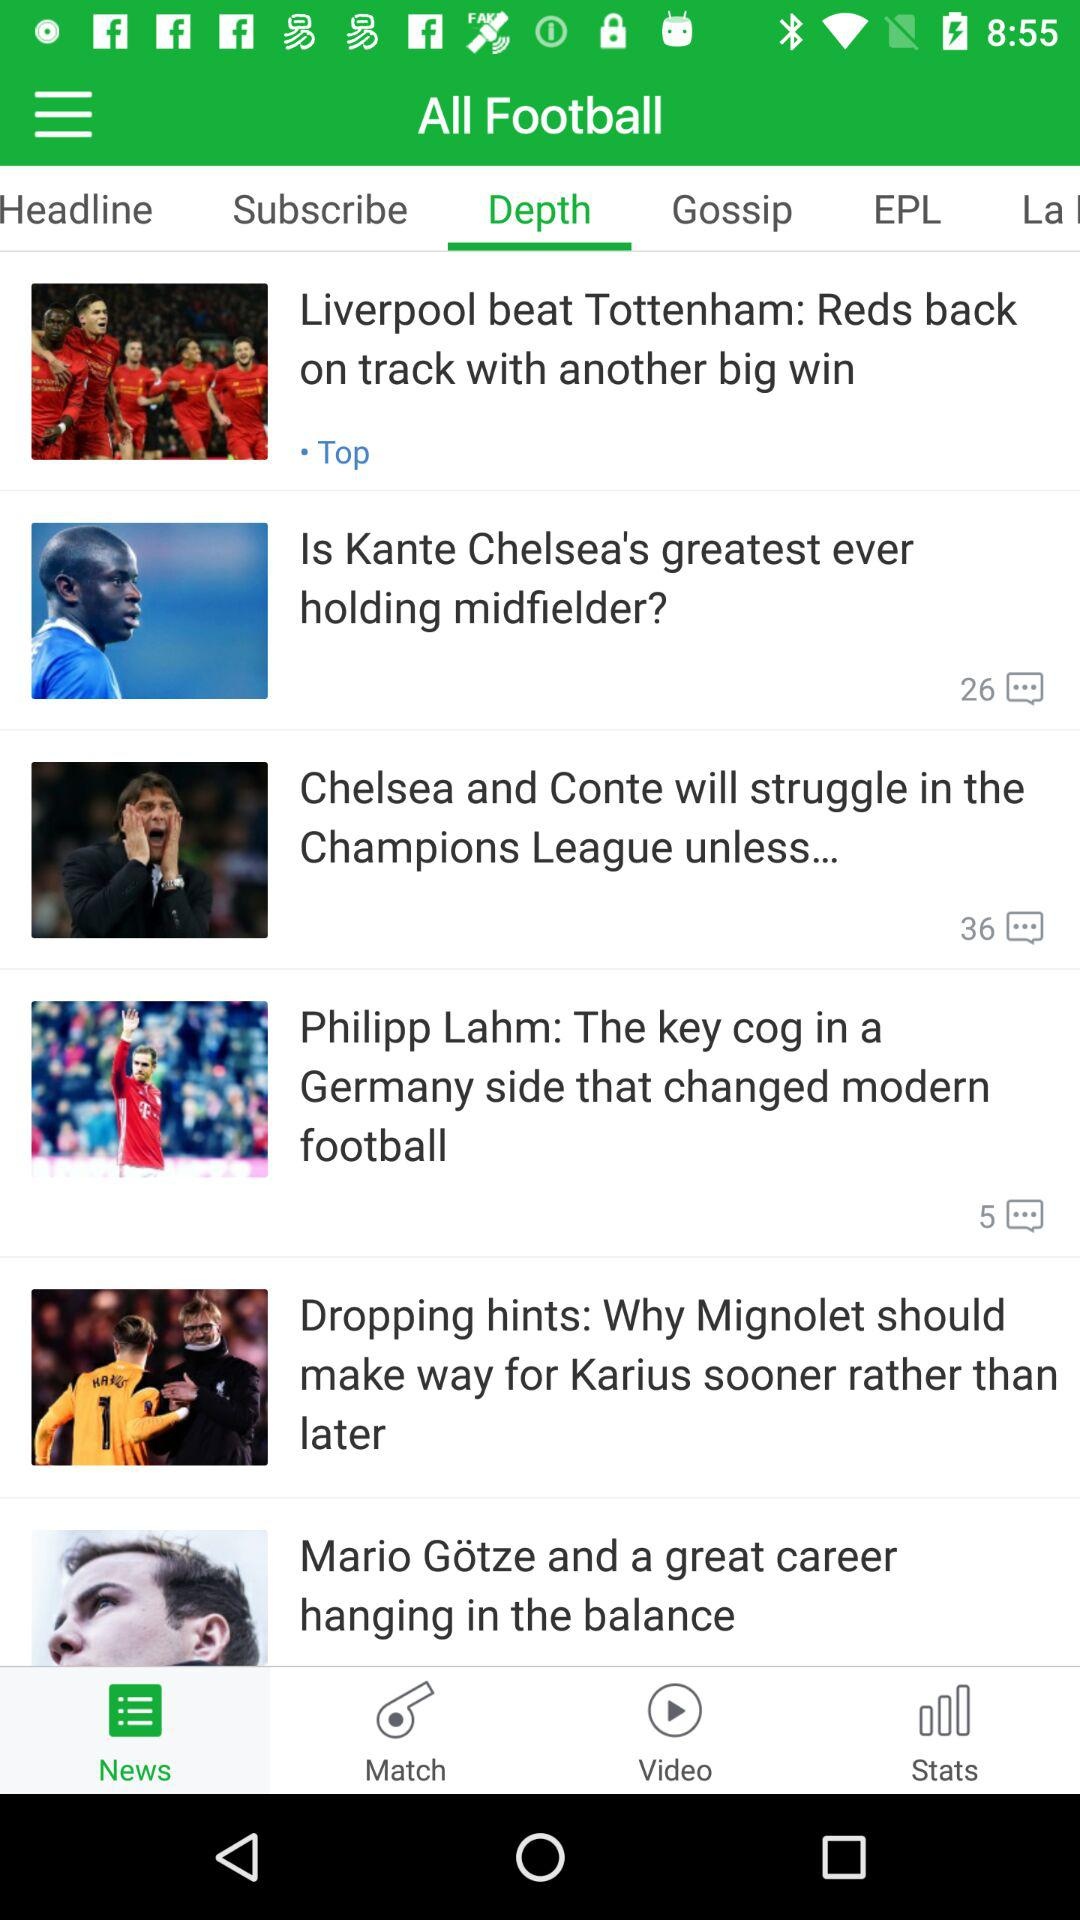 FAKE
8:55
All Football
Headline Subscribe Depth Gossip EPL La
Liverpool beat Tottenham: Reds back
on track with another big win
• Top
Is Kante Chelsea's greatest ever
holding midfielder?
26
Chelsea and Conte will struggle in the
Champions League unless...
36
Philipp Lahm: The key cog in a
Germany side that changed modern
football
5
Dropping hints: Why Mignolet should
make way for Karius sooner rather than
later
KARIUS
1
Mario Götze and a great career
hanging in the balance
News Match Video Stats